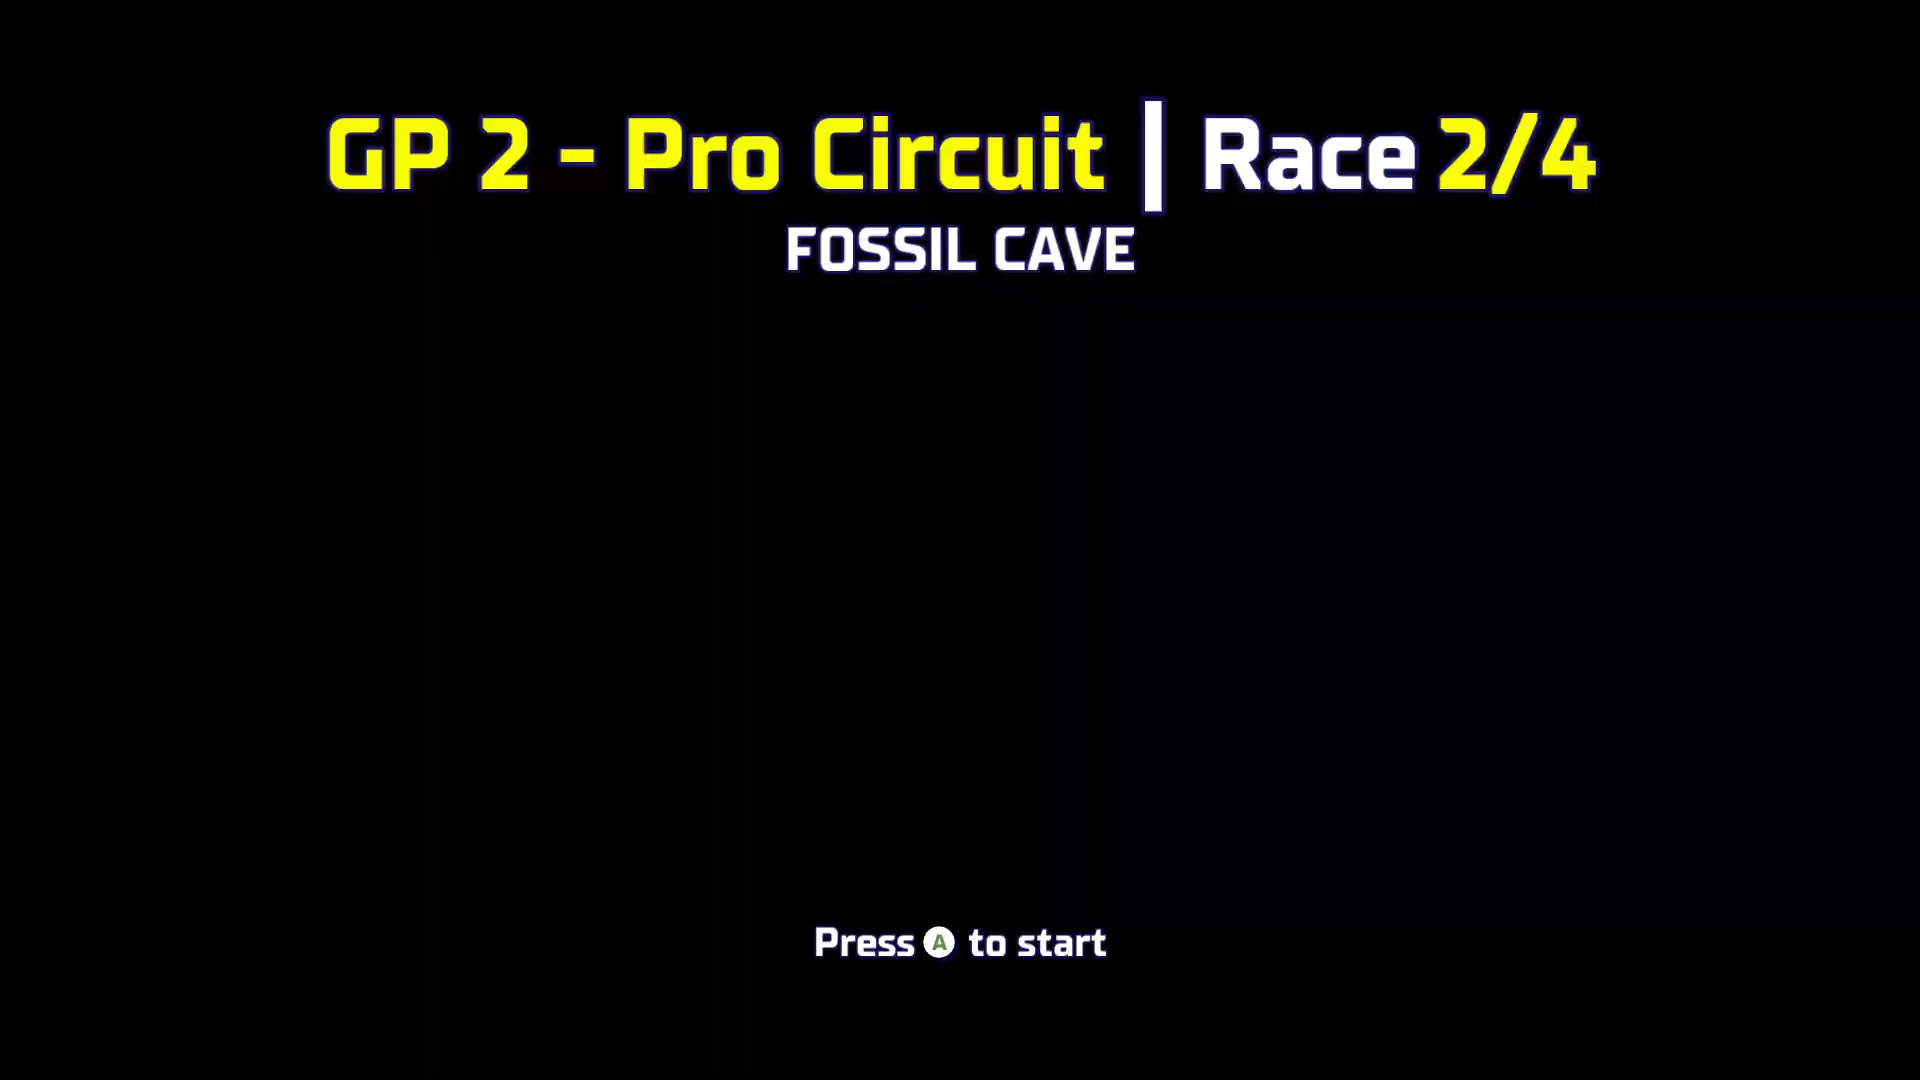 GP 2 - Pro Circuit | Race 2/4
FOSSIL CAVE
Press A to start